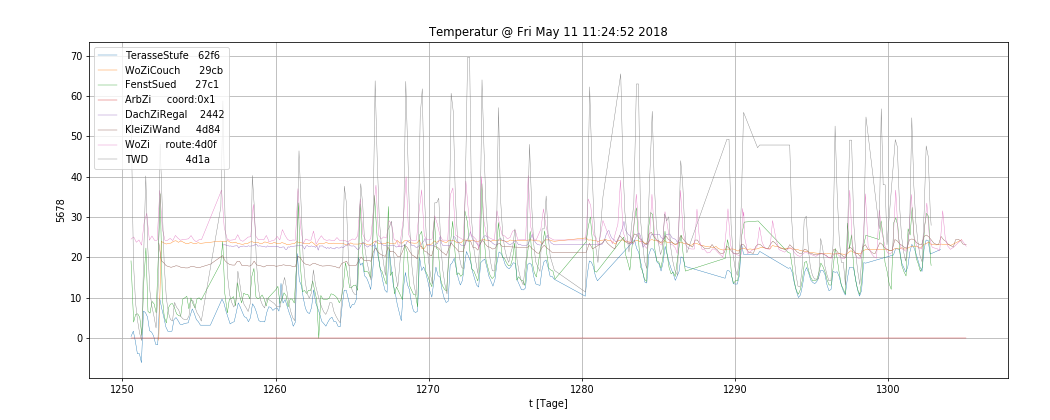 Temperatur @ Fri May 11 11:24:52 2018
70
60
50
40
30
20
10
0
5678
TerasseStufe 62f6
WoZiCouch 29cb
FenstSued 27c1
ArbZi coord:0x1
DachZiRegal 2442
KleiZiWand 4d84
WoZi route:4d0f
TWD 4d1a
1250 1260 1270 1280 1290 1300
t [Tage]